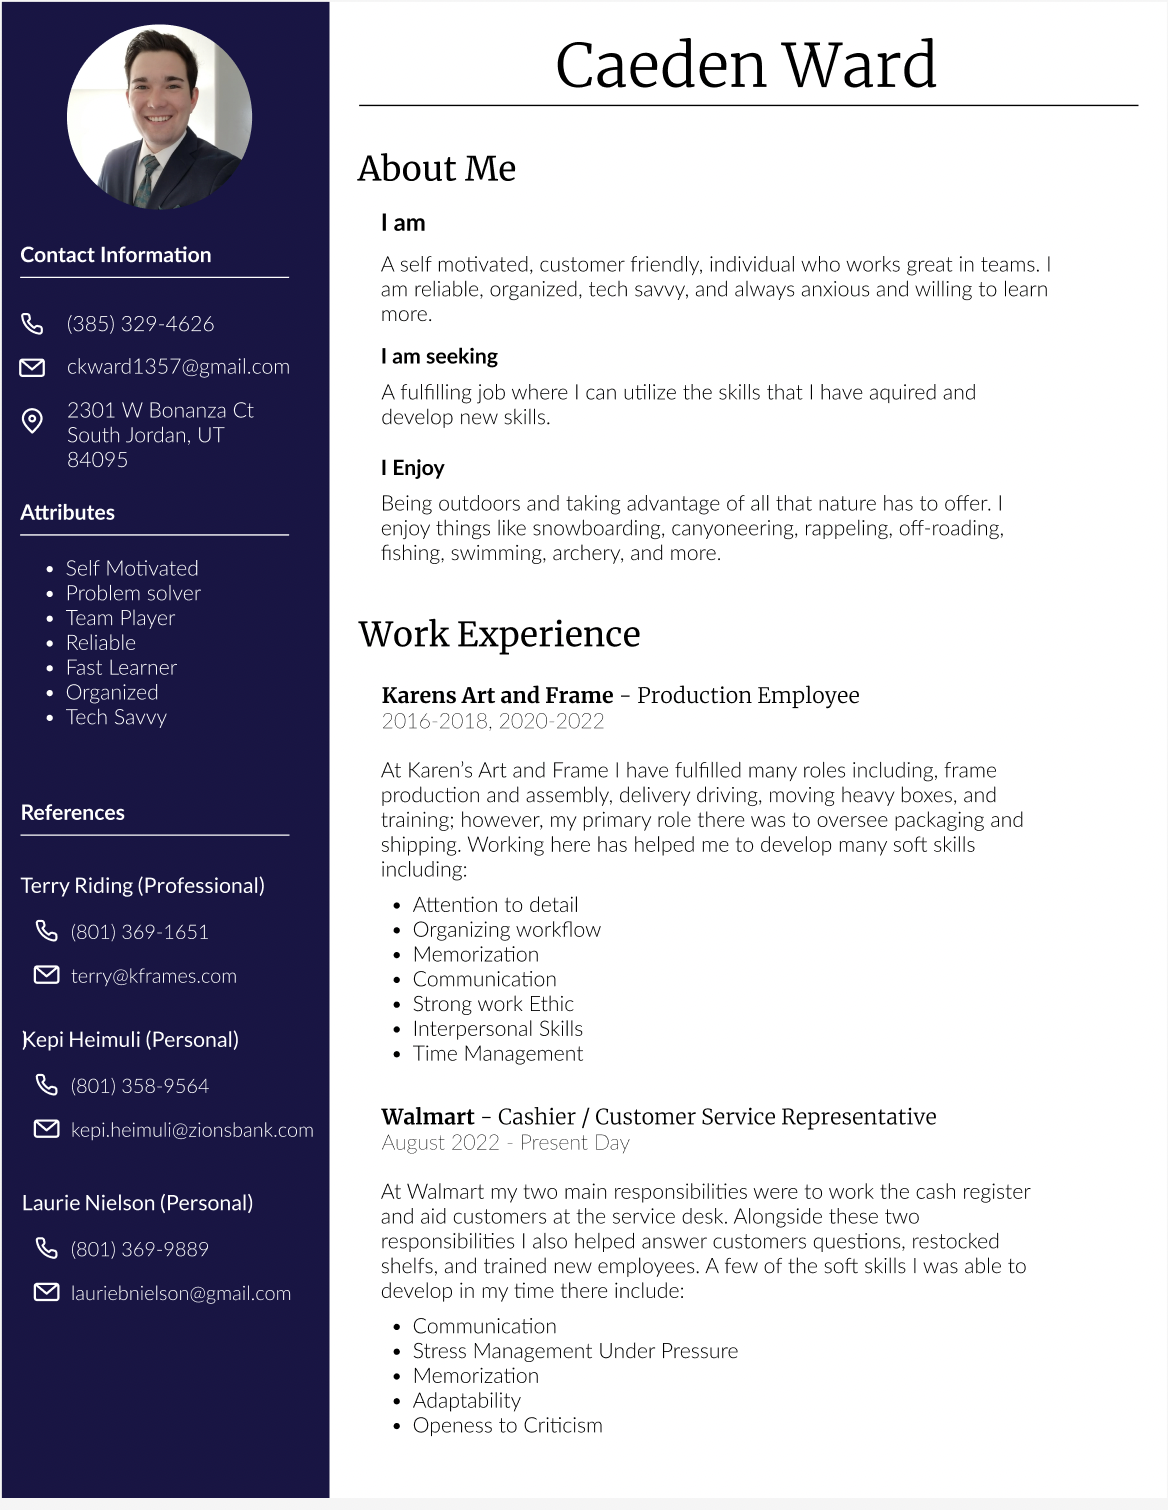 Caeden Ward
Contact Information
(385) 329-4626
ckward1357@gmail.com
2301 W Bonanza Ct
South Jordan, UT
84095
Attributes
• Self Motivated
• Problem solver
• Team Player
• Reliable
• Fast Learner
• Organized
• Tech Savvy
References
Terry Riding (Professional)
(801) 369-1651
terry@kframes.com
Kepi Heimuli (Personal)
(801) 358-9564
kepi.heimuli@zionsbank.com
Laurie Nielson (Personal)
(801) 369-9889
lauriebnielson@gmail.com
About Me
I am
A self motivated, customer friendly, individual who works great in teams. I
am reliable, organized, tech savvy, and always anxious and willing to learn
more.
I am seeking
A fulfilling job where I can utilize the skills that I have aquired and
develop new skills.
I Enjoy
Being outdoors and taking advantage of all that nature has to offer. I
enjoy things like snowboarding, canyoneering, rappeling, off-roading,
fishing, swimming, archery, and more.
Work Experience
Karens Art and Frame - Production Employee
2016-2018, 2020-2022
At Karen's Art and Frame I have fulfilled many roles including, frame
production and assembly, delivery driving, moving heavy boxes, and
training; however, my primary role there was to oversee packaging and
shipping. Working here has helped me to develop many soft skills
including:
• Attention to detail
• Organizing workflow
• Memorization
• Communication
• Strong work Ethic
• Interpersonal Skills
• Time Management
Walmart - Cashier / Customer Service Representative
August 2022 - Present Day
At Walmart my two main responsibilities were to work the cash register
and aid customers at the service desk. Alongside these two
responsibilities I also helped answer customers questions, restocked
shelfs, and trained new employees. A few of the soft skills I was able to
develop in my time there include:
• Communication
• Stress Management Under Pressure
• Memorization
• Adaptability
• Openess to Criticism